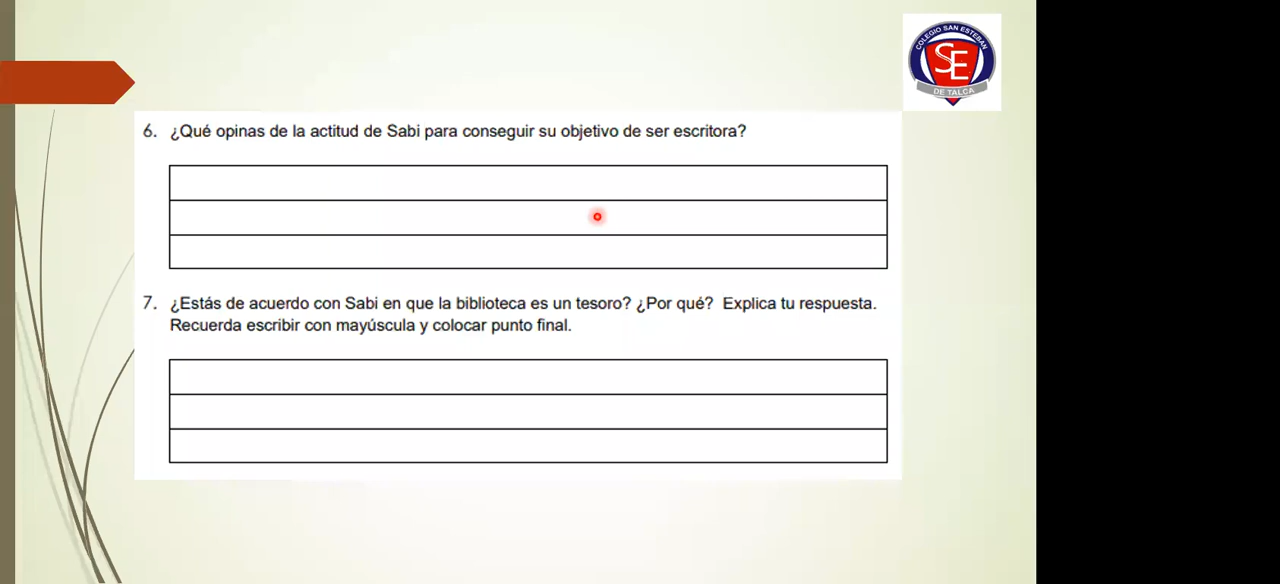 COLEGIO SAN ESTEBAN
SE
DE TALCA
6. ¿Qué opinas de la actitud de Sabi para conseguir su objetivo de ser escritora?
7. ¿Estás de acuerdo con Sabi en que la biblioteca es un tesoro? ¿Por qué? Explica tu respuesta.
Recuerda escribir con mayúscula y colocar punto final.